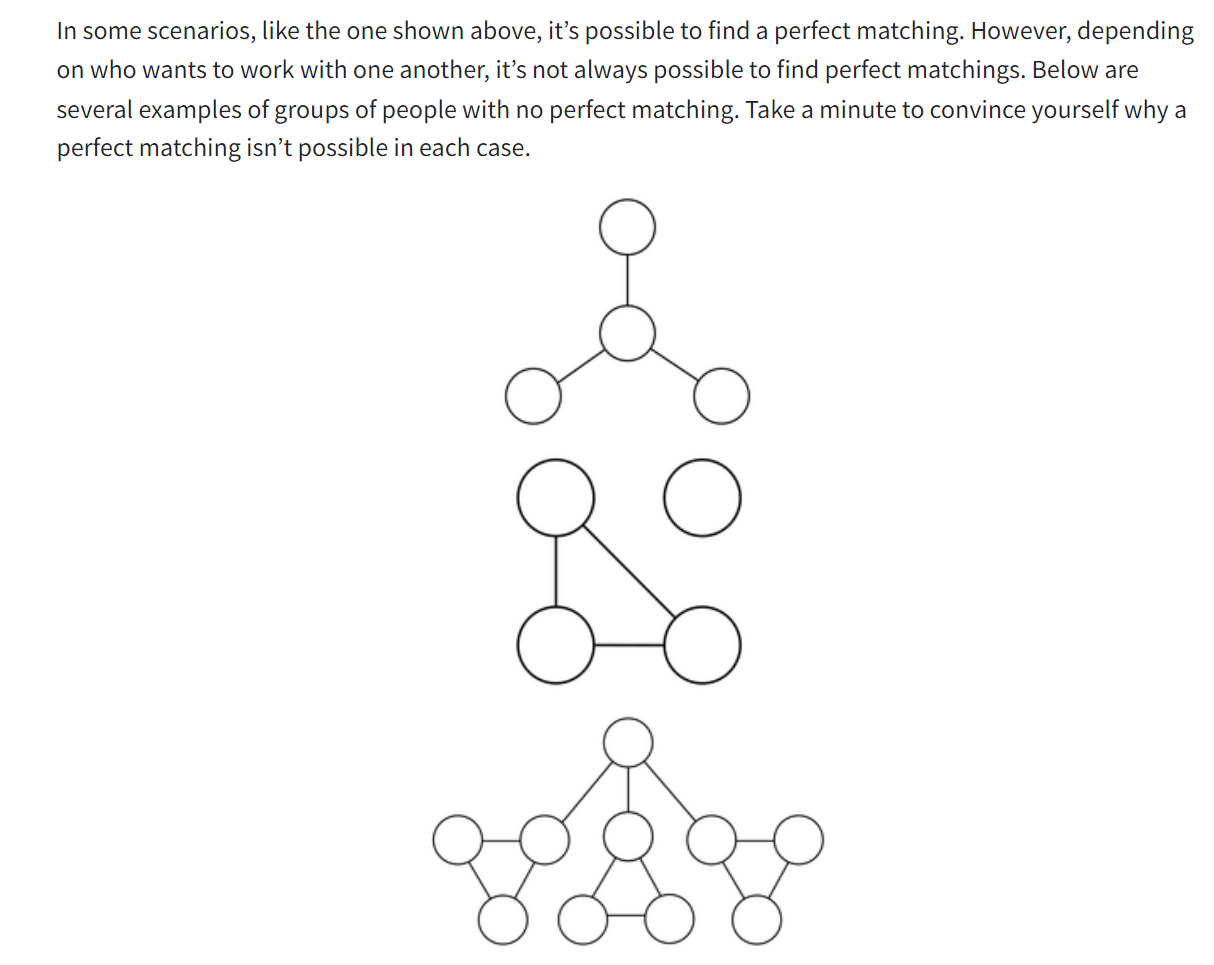 In some scenarios, like the one shown above, it’s possible to find a perfect matching. However, depending
on who wants to work with one another, it’s not always possible to find perfect matchings. Below are
several examples of groups of people with no perfect matching. Take a minute to convince yourself why a
perfect matching isn’t possible in each case.